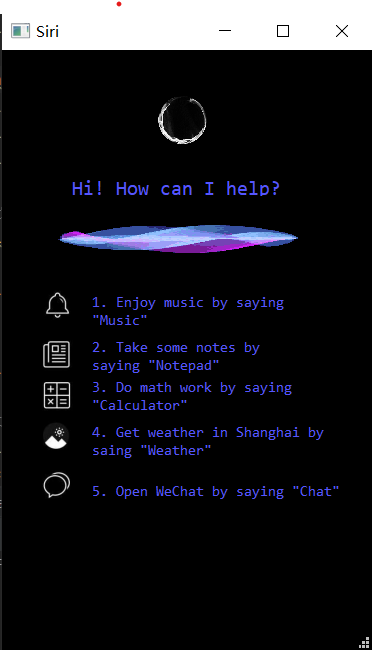 Siri
Hi! How can I help?
1. Enjoy music by saying
"Music"
2. Take some notes by
saying "Notepad"
3. Do math work by saying
"Calculator"
4. Get weather in Shanghai by
saing "Weather"
5. Open WeChat by saying "Chat"